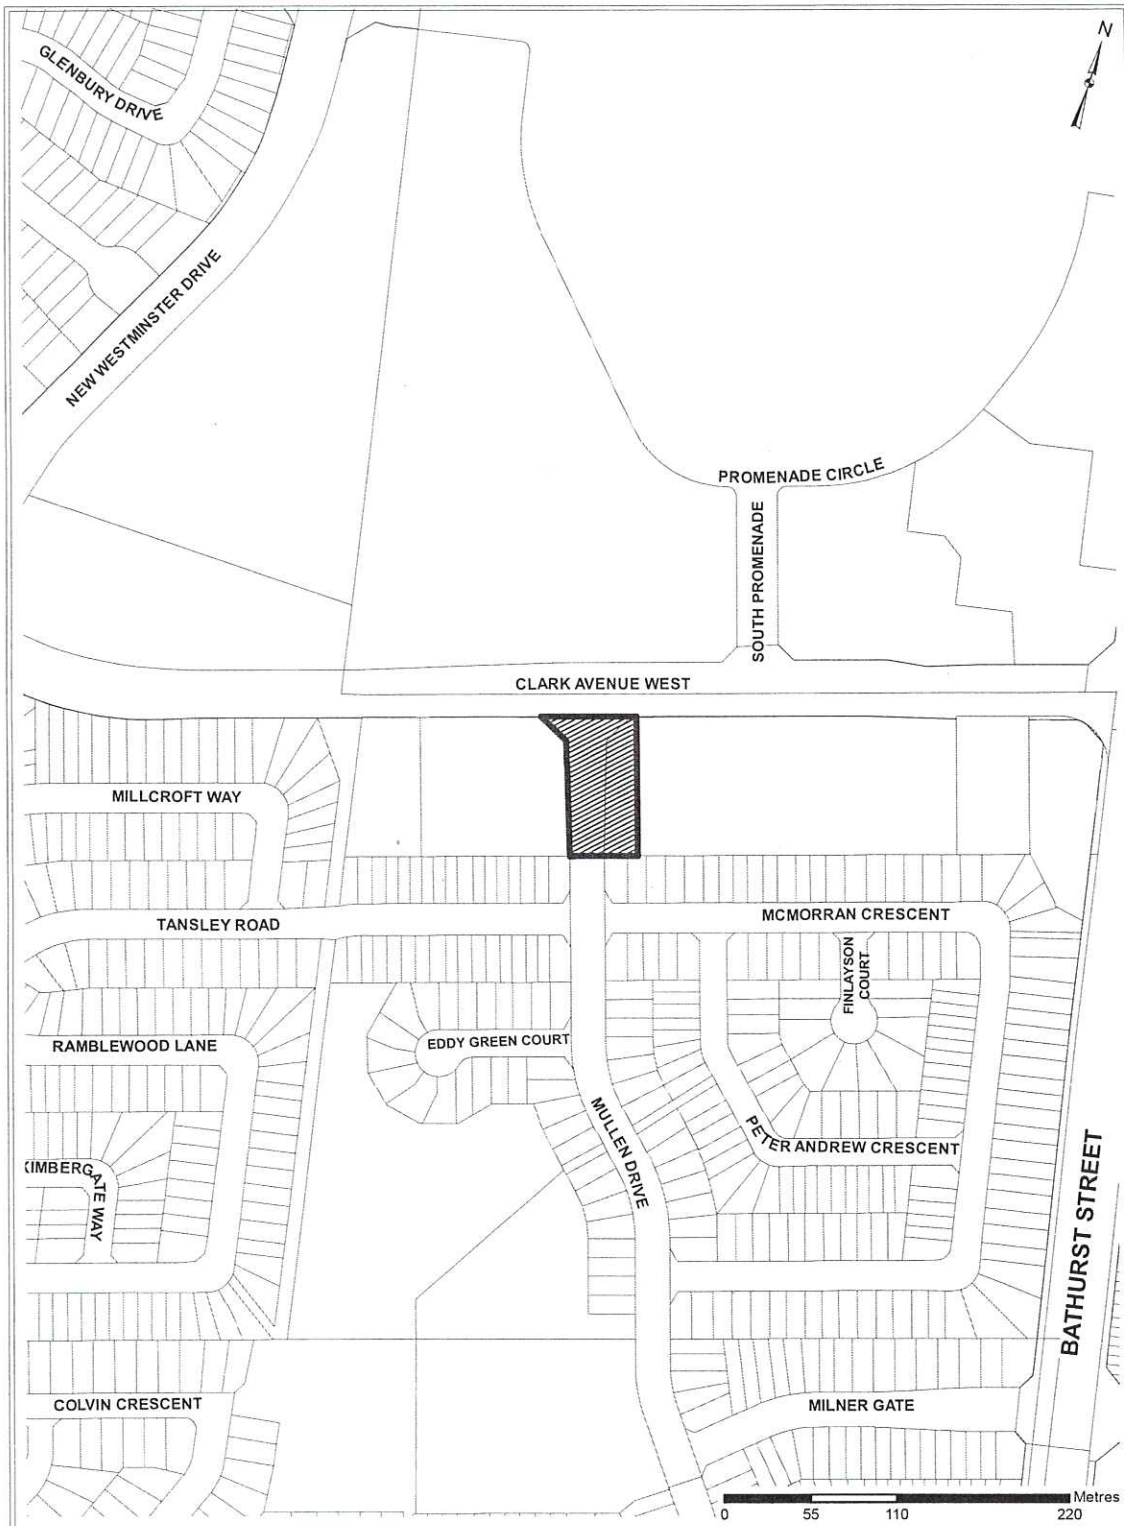 N
GLENBURY DRIVE
NEW WESTMINSTER DRIVE
PROMENADE CIRCLE
SOUTH PROMENADE
CLARK AVENUE WEST
MILLCROFT WAY
TANSLEY ROAD
MCMORRAN CRESCENT
FINLAYSON
COURT
RAMBLEWOOD LANE
EDDY GREEN COURT
MULLEN DRIVE
PETER ANDREW CRESCENT
KIMBERGATE WAY
BATHURST STREET
COLVIN CRESCENT
MILNER GATE
Metres
0 55 110 220